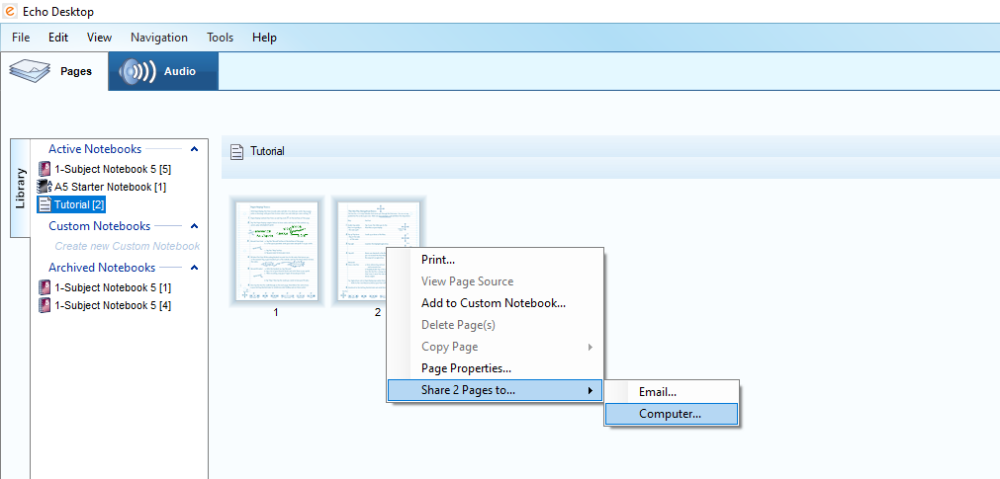 Echo Desktop
File Edit View Navigation Tools Help
Pages Audio
Library
Active Notebooks
1-Subject Notebook 5 [5]
A5 Starter Notebook [1]
Tutorial [2]
Custom Notebooks
Create new Custom Notebook
Archived Notebooks
1-Subject Notebook 5 [1]
1-Subject Notebook 5 [4]
Tutorial
1 2
Print...
View Page Source
Add to Custom Notebook...
Delete Page(s)
Copy Page
Page Properties...
Share 2 Pages to...
Email...
Computer...